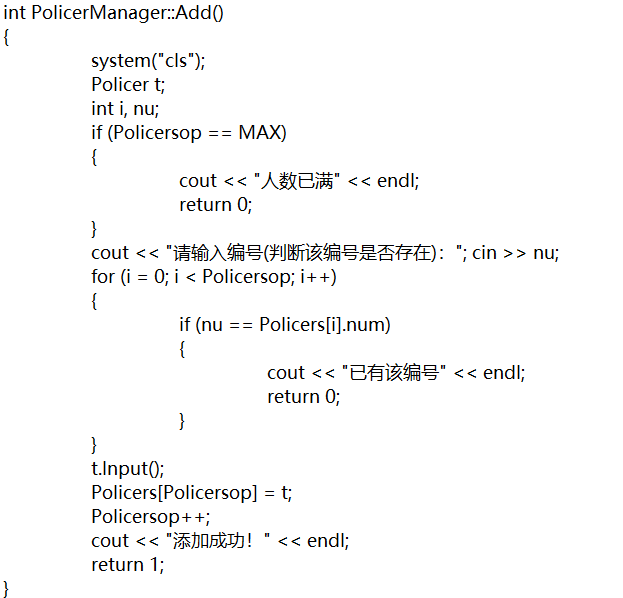 int PolicerManager::Add()
{
system("cls");
Policer t;
int i, nu;
if (Policersop == MAX)
{
cout << "人数已满" << endl;
return 0;
}
cout << "请输入编号(判断该编号是否存在)："; cin >> nu;
for (i = 0; i < Policersop; i++)
{
if (nu == Policers[i].num)
{
cout << "已有该编号" << endl;
return 0;
}
}
t.Input();
Policers[Policersop] = t;
Policersop++;
cout << "添加成功！" << endl;
return 1;
}